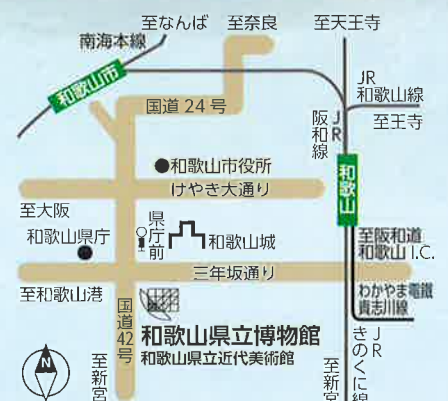 至なんば
至奈良
至天王寺
南海本線
和歌山市
国道24号
JR
和歌山線
至王寺
JR
阪和線
和歌山市役所
けやき大通り
和歌山
至大阪
和歌山県庁
県庁前
和歌山城
至阪和道
和歌山I.C.
三年坂通り
至和歌山港
わかやま電鐵
貴志川線
国道42号
和歌山県立博物館
和歌山県立近代美術館
N
至新宮
至新宮
JR
きのくに線